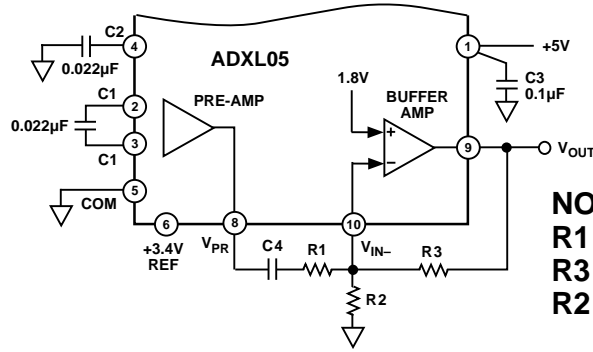 C2
4
0.022µF
ADXL05
1
+5V
C3
0.1µF
C1
2
0.022µF
3
C1
PRE-AMP
1.8V
BUFFER
AMP
+
−
9
VOUT
5
COM
6
+3.4V
REF
8
VPR
10
VIN–
C4
R1
R3
R2
NO
R1
R3
R2